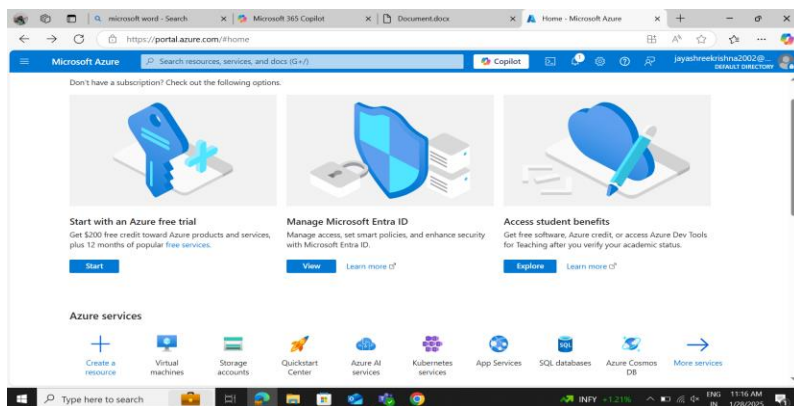 microsoft word - Search
Microsoft 365 Copilot
Document.docx
Home - Microsoft Azure
https://portal.azure.com/#home
Microsoft Azure
Search resources, services, and docs (G+/)
Copilot
1
jayashreekrishna2002@...
DEFAULT DIRECTORY
Don't have a subscription? Check out the following options.
Start with an Azure free trial
Get $200 free credit toward Azure products and services,
plus 12 months of popular free services.
Start
Manage Microsoft Entra ID
Manage access, set smart policies, and enhance security
with Microsoft Entra ID.
View
Learn more
Access student benefits
Get free software, Azure credit, or access Azure Dev Tools
for Teaching after you verify your academic status.
Explore
Learn more
Azure services
Create a
resource
Virtual
machines
Storage
accounts
Quickstart
Center
Azure AI
services
Kubernetes
services
App Services
SQL
SQL databases
Azure Cosmos
DB
More services
Type here to search
INFY +1.21%
ENG
IN
11:16 AM
1/28/2025